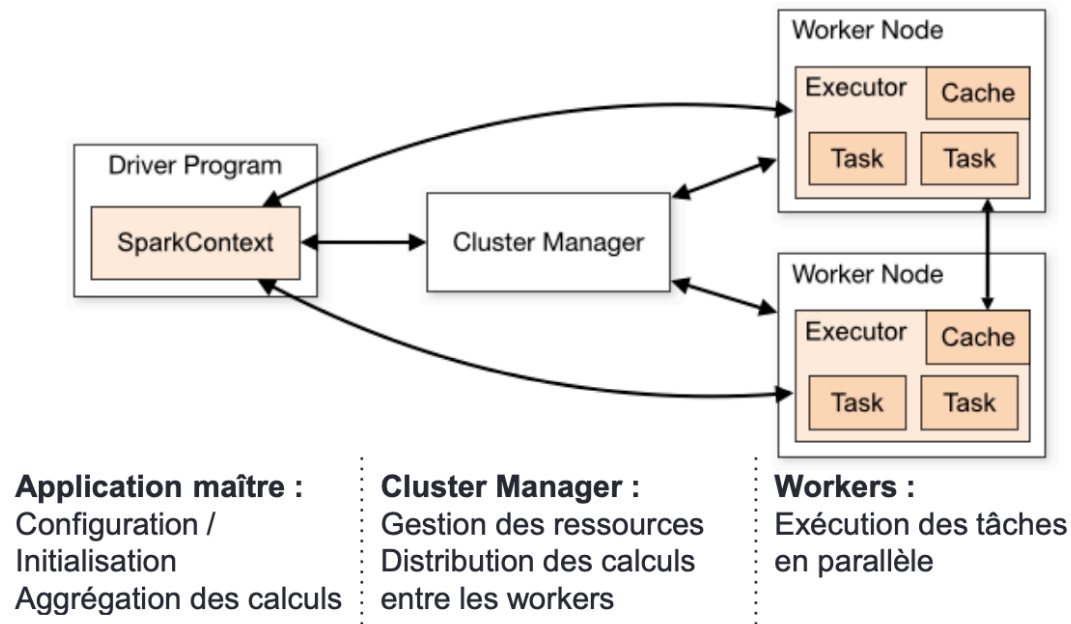 Driver Program
SparkContext
Cluster Manager
Worker Node
Executor
Cache
Task
Task
Worker Node
Executor
Cache
Task
Task
Application maître :
Configuration /
Initialisation
Aggrégation des calculs
Cluster Manager :
Gestion des ressources
Distribution des calculs
entre les workers
Workers :
Exécution des tâches
en parallèle